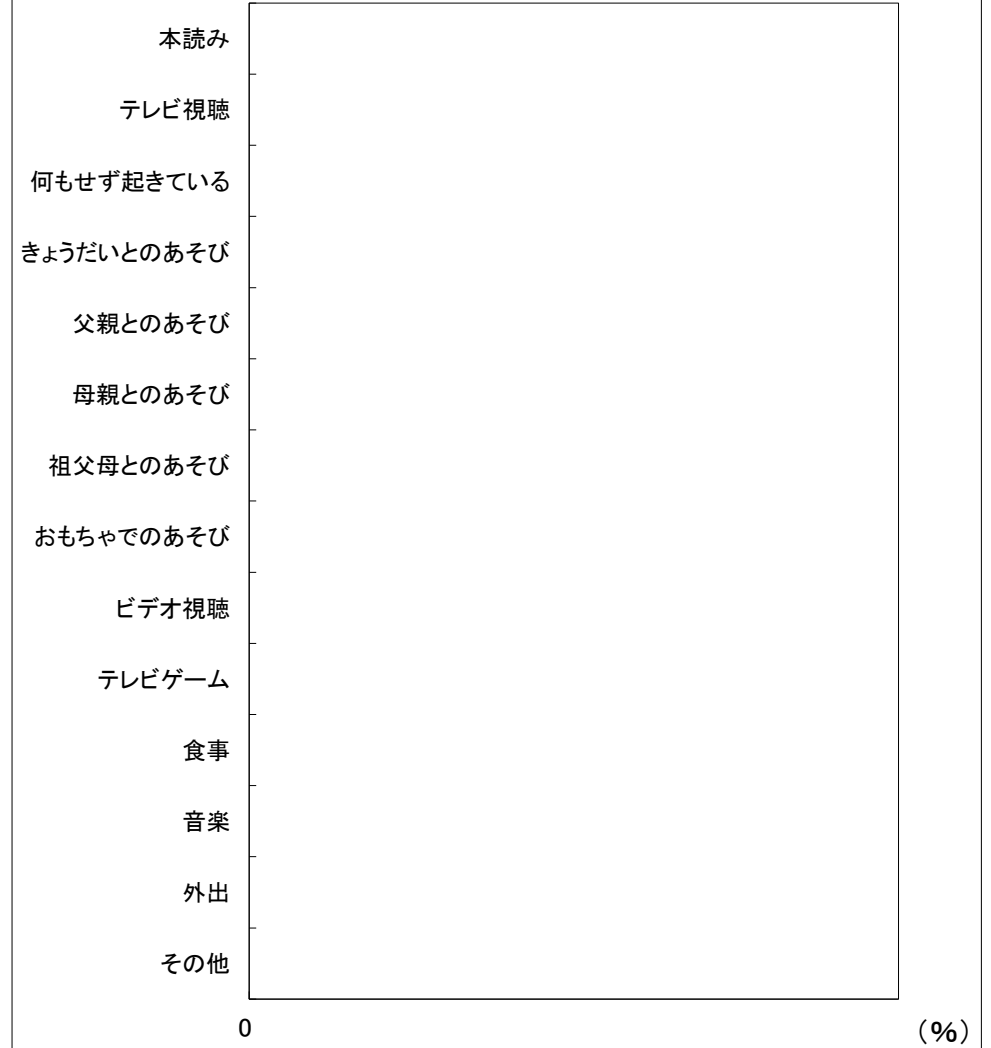 本読み
テレビ視聴
何もせず起きている
きょうだいとのあそび
父親とのあそび
母親とのあそび
祖父母とのあそび
おもちゃでのあそび
ビデオ視聴
テレビゲーム
食事
音楽
外出
その他
0
（%）